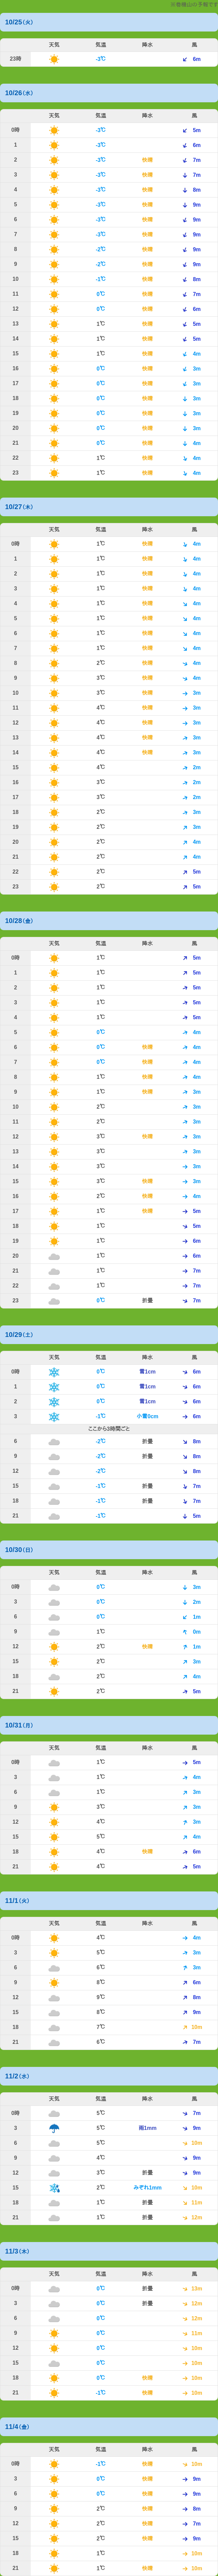 の予報です
10/25(火)
天気 気温 降水 風
23時 -3℃ 6m
10/26(水)
天気 気温 降水 風
0時 -3℃ 5m
1 -3℃ 6m
2 -3℃ 快晴 7m
3 -3℃ 快晴 7m
4 -3℃ 快晴 8m
5 -3℃ 快晴 9m
6 -3℃ 快晴 9m
7 -3℃ 快晴 9m
8 -2℃ 快晴 9m
9 -2℃ 快晴 9m
10 -1℃ 快晴 8m
11 0℃ 快晴 7m
12 0℃ 快晴 6m
13 1℃ 快晴 5m
14 1℃ 快晴 5m
15 1℃ 快晴 4m
16 0℃ 快晴 3m
17 0℃ 快晴 3m
18 0℃ 快晴 3m
19 0℃ 快晴 3m
20 0℃ 快晴 3m
21 0℃ 快晴 4m
22 1℃ 快晴 4m
23 1℃ 快晴 4m
10/27(木)
天気 気温 降水 風
0時 1℃ 快晴 4m
1 1℃ 快晴 4m
2 1℃ 快晴 4m
3 1℃ 快晴 4m
4 1℃ 快晴 4m
5 1℃ 快晴 4m
6 1℃ 快晴 4m
7 1℃ 快晴 4m
8 2℃ 快晴 4m
9 3℃ 快晴 4m
10 3℃ 快晴 3m
11 4℃ 快晴 3m
12 4℃ 快晴 3m
13 4℃ 快晴 3m
14 4℃ 快晴 3m
15 4℃ 2m
16 3℃ 2m
17 3℃ 2m
18 2℃ 3m
19 2℃ 3m
20 2℃ 4m
21 2℃ 4m
22 2℃ 5m
23 2℃ 5m
10/28(金)
天気 気温 降水 風
0時 1℃ 5m
1 1℃ 5m
2 1℃ 5m
3 1℃ 5m
4 1℃ 5m
5 0℃ 4m
6 0℃ 快晴 4m
7 0℃ 快晴 4m
8 1℃ 快晴 4m
9 1℃ 快晴 3m
10 2℃ 3m
11 2℃ 3m
12 3℃ 快晴 3m
13 3℃ 3m
14 3℃ 3m
15 3℃ 快晴 3m
16 2℃ 快晴 4m
17 1℃ 快晴 5m
18 1℃ 5m
19 1℃ 6m
20 1℃ 6m
21 1℃ 7m
22 1℃ 7m
23 0℃ 7m
10/29(土)
天気 気温 降水 風
0時 0℃ 雪1cm 6m
1 0℃ 雪1cm 6m
2 0℃ 雪1cm 6m
3 -1℃ 小雪0cm 6m
ここから3時間ごと
6 -2℃ 8m
9 -2℃ 8m
12 -2℃ 8m
15 -1℃ 7m
18 -1℃ 7m
21 -1℃ 5m
10/30(日)
天気 気温 降水 風
0時 0℃ 3m
3 0℃ 2m
6 0℃ 1m
9 1℃ 0m
12 2℃ 快晴 1m
15 2℃ 3m
18 2℃ 4m
21 2℃ 5m
10/31(月)
天気 気温 降水 風
0時 1℃ 5m
3 1℃ 4m
6 1℃ 3m
9 3℃ 3m
12 4℃ 3m
15 5℃ 4m
18 4℃ 快晴 6m
21 4℃ 5m
11/1(火)
天気 気温 降水 風
0時 4℃ 4m
3 5℃ 3m
6 6℃ 3m
9 8℃ 6m
12 9℃ 8m
15 8℃ 9m
18 7℃ 10m
21 6℃ 7m
11/2(水)
天気 気温 降水 風
0時 5℃ 7m
3 5℃ 雨1mm 9m
6 5℃ 10m
9 4℃ 9m
12 3℃ 9m
15 2℃ みぞれ1mm 10m
18 1℃ 11m
21 1℃ 12m
11/3(木)
天気 気温 降水 風
0時 0℃ 13m
3 0℃ 12m
6 0℃ 12m
9 0℃ 11m
12 0℃ 10m
15 0℃ 10m
18 0℃ 快晴 10m
21 -1℃ 快晴 10m
11/4(金)
天気 気温 降水 風
0時 -1℃ 快晴 10m
3 0℃ 快晴 9m
6 0℃ 快晴 9m
9 2℃ 快晴 8m
12 2℃ 快晴 7m
15 2℃ 快晴 9m
18 1℃ 10m
21 1℃ 快晴 10m